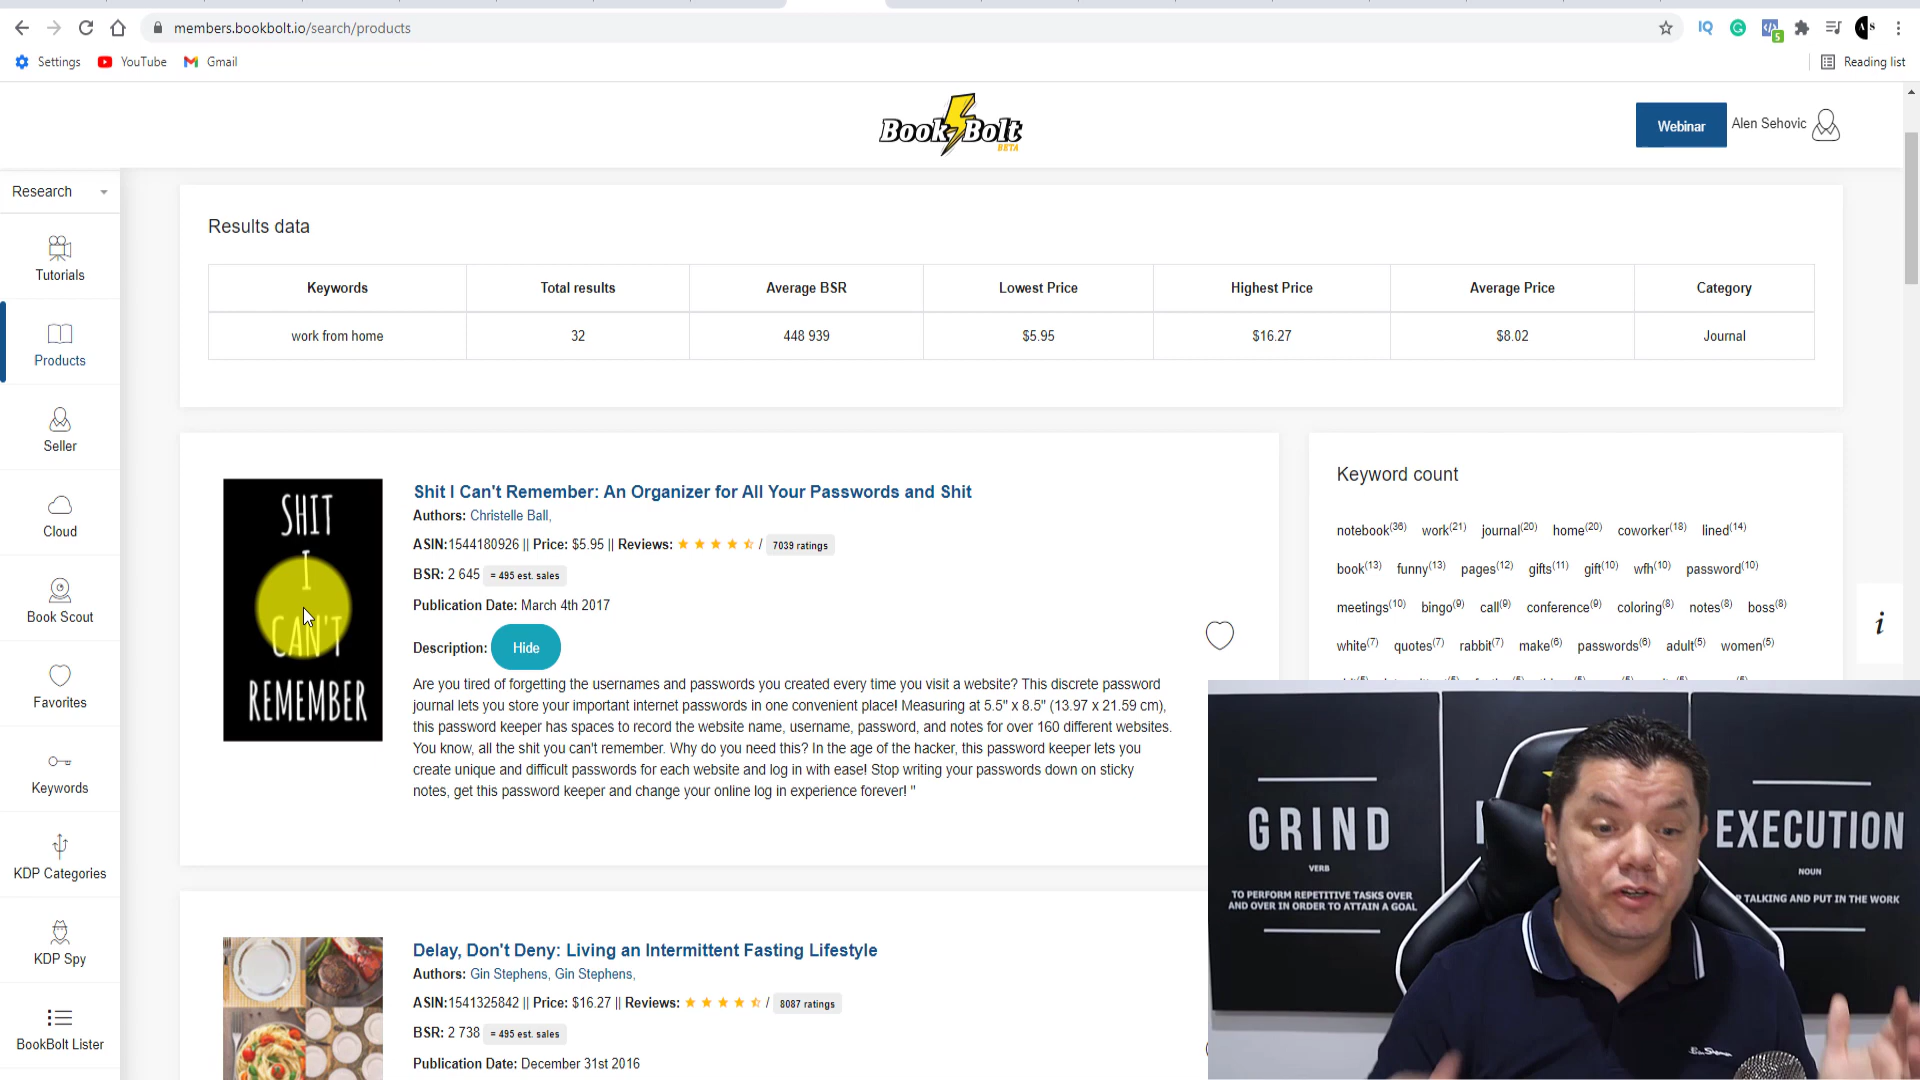 members.bookbolt.io/search/products
Settings YouTube Gmail Reading list
Book Bolt
BETA
Webinar Alen Sehovic
Research
Tutorials
Products
Seller
Cloud
Book Scout
Favorites
Keywords
KDP Categories
KDP Spy
BookBolt Lister
Results data
Keywords Total results Average BSR Lowest Price Highest Price Average Price Category
work from home 32 448 939 $5.95 $16.27 $8.02 Journal
SHIT
I
CAN'T
REMEMBER
Shit I Can't Remember: An Organizer for All Your Passwords and Shit
Authors: Christelle Ball,
ASIN:1544180926 || Price: $5.95 || Reviews: / 7039 ratings
BSR: 2 645 = 495 est. sales
Publication Date: March 4th 2017
Description: Hide
Are you tired of forgetting the usernames and passwords you created every time you visit a website? This discrete password
journal lets you store your important internet passwords in one convenient place! Measuring at 5.5" x 8.5" (13.97 x 21.59 cm),
this password keeper has spaces to record the website name, username, password, and notes for over 160 different websites.
You know, all the shit you can't remember. Why do you need this? In the age of the hacker, this password keeper lets you
create unique and difficult passwords for each website and log in with ease! Stop writing your passwords down on sticky
notes, get this password keeper and change your online log in experience forever! "
Delay, Don't Deny: Living an Intermittent Fasting Lifestyle
Authors: Gin Stephens, Gin Stephens,
ASIN:1541325842 || Price: $16.27 || Reviews: / 8087 ratings
BSR: 2 738 = 495 est. sales
Publication Date: December 31st 2016
Keyword count
notebook(36) work(21) journal(20) home(20) coworker(18) lined(14)
book(13) funny(13) pages(12) gifts(11) gift(10) wfh(10) password(10)
meetings(10) bingo(9) call(9) conference(9) coloring(8) notes(8) boss(8)
white(7) quotes(7) rabbit(7) make(6) passwords(6) adult(5) women(5)
i
GRIND
VERB
TO PERFORM REPETITIVE TASKS OVER
AND OVER IN ORDER TO ATTAIN A GOAL
EXECUTION
NOUN
TALKING AND PUT IN THE WORK